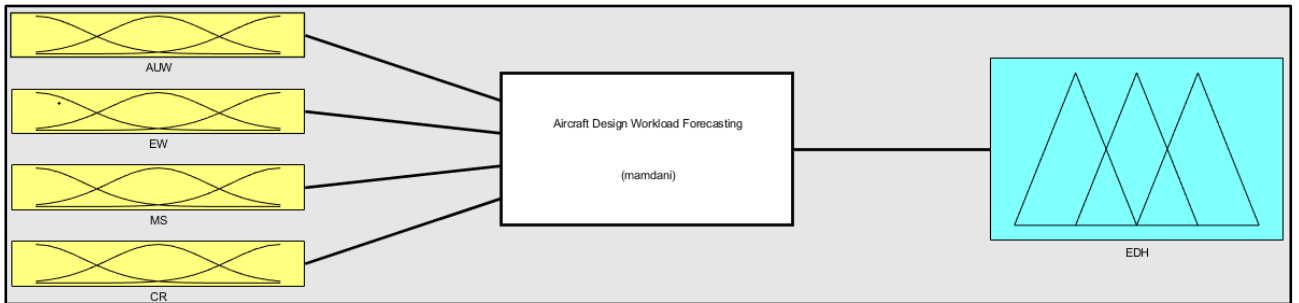 AUW
EW
MS
CR
Aircraft Design Workload Forecasting
(mamdani)
EDH